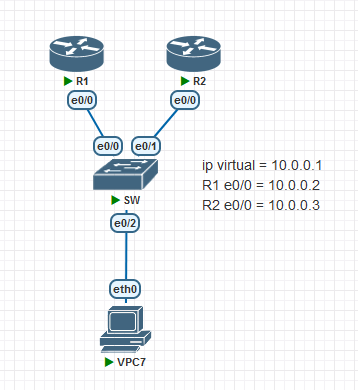 R1
R2
e0/0
e0/0
e0/0
e0/1
ip virtual = 10.0.0.1
R1 e0/0 = 10.0.0.2
R2 e0/0 = 10.0.0.3
SW
e0/2
eth0
VPC7